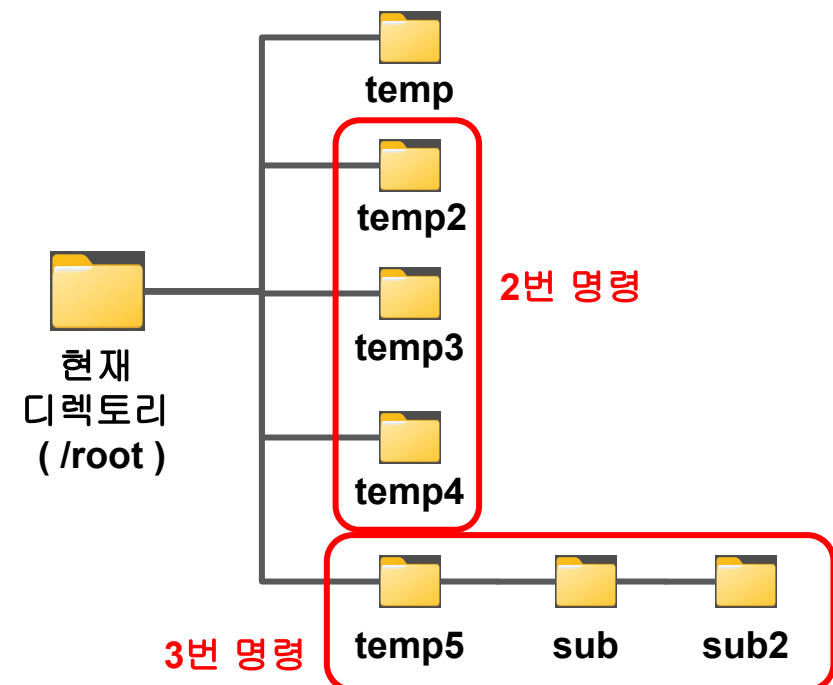 temp
temp2
2번 명령
temp3
현재
디렉토리
( /root )
temp4
3번 명령
temp5
sub
sub2